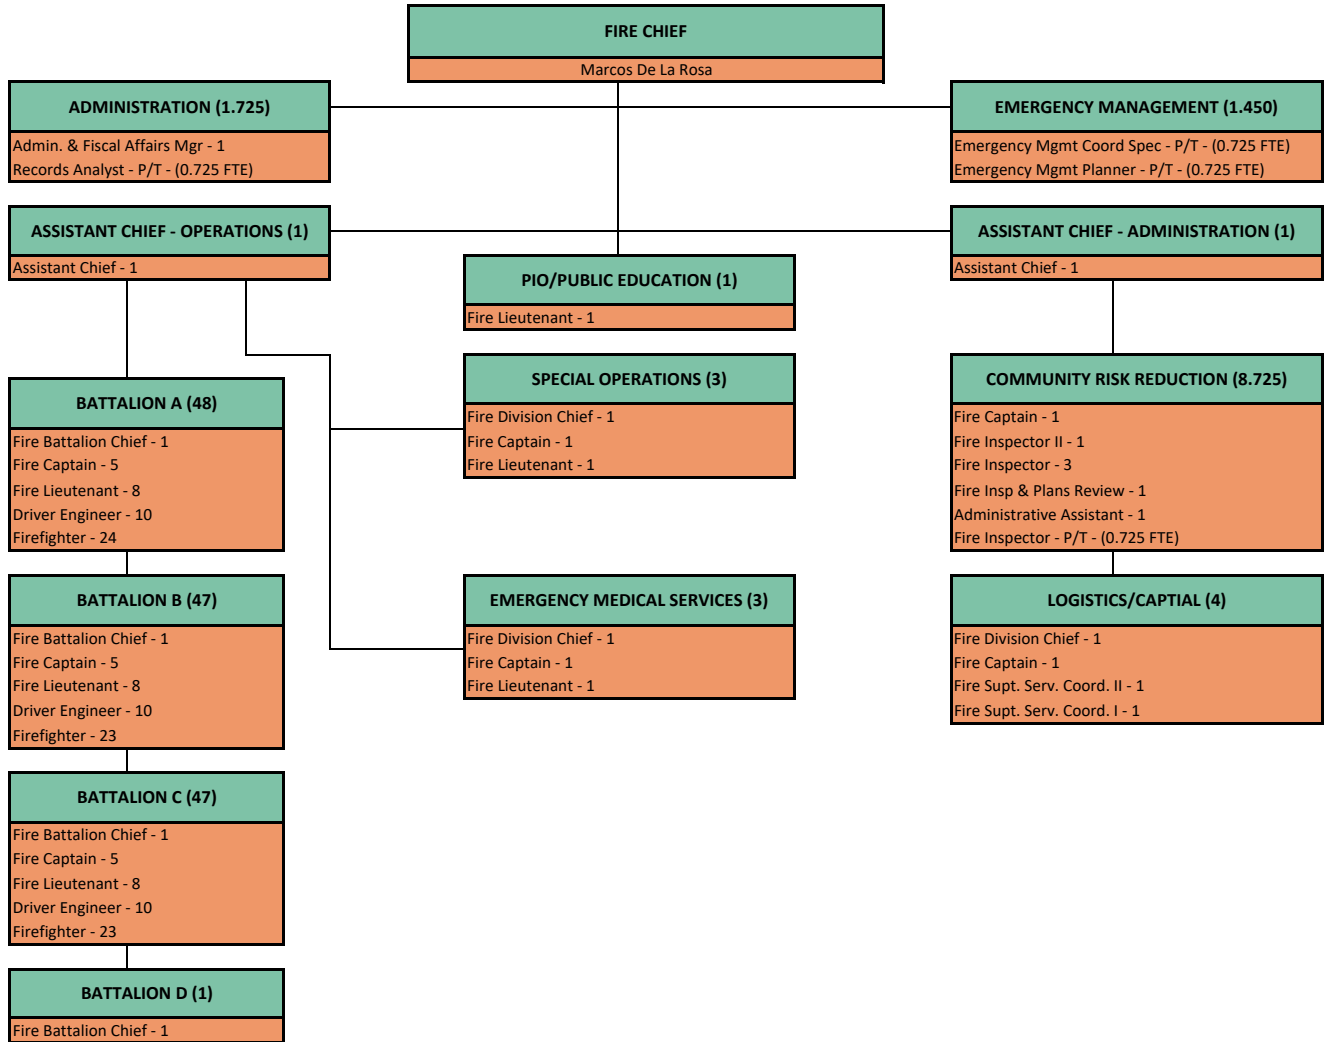 FIRE CHIEF
Marcos De La Rosa
ADMINISTRATION (1.725)
Admin. & Fiscal Affairs Mgr - 1
Records Analyst - P/T - (0.725 FTE)
EMERGENCY MANAGEMENT (1.450)
Emergency Mgmt Coord Spec - P/T - (0.725 FTE)
Emergency Mgmt Planner - P/T - (0.725 FTE)
ASSISTANT CHIEF - OPERATIONS (1)
Assistant Chief - 1
ASSISTANT CHIEF - ADMINISTRATION (1)
Assistant Chief - 1
PIO/PUBLIC EDUCATION (1)
Fire Lieutenant - 1
BATTALION A (48)
Fire Battalion Chief - 1
Fire Captain - 5
Fire Lieutenant - 8
Driver Engineer - 10
Firefighter - 24
SPECIAL OPERATIONS (3)
Fire Division Chief - 1
Fire Captain - 1
Fire Lieutenant - 1
COMMUNITY RISK REDUCTION (8.725)
Fire Captain - 1
Fire Inspector II - 1
Fire Inspector - 3
Fire Insp & Plans Review - 1
Administrative Assistant - 1
Fire Inspector - P/T - (0.725 FTE)
BATTALION B (47)
Fire Battalion Chief - 1
Fire Captain - 5
Fire Lieutenant - 8
Driver Engineer - 10
Firefighter - 23
EMERGENCY MEDICAL SERVICES (3)
Fire Division Chief - 1
Fire Captain - 1
Fire Lieutenant - 1
LOGISTICS/CAPTIAL (4)
Fire Division Chief - 1
Fire Captain - 1
Fire Supt. Serv. Coord. II - 1
Fire Supt. Serv. Coord. I - 1
BATTALION C (47)
Fire Battalion Chief - 1
Fire Captain - 5
Fire Lieutenant - 8
Driver Engineer - 10
Firefighter - 23
BATTALION D (1)
Fire Battalion Chief - 1